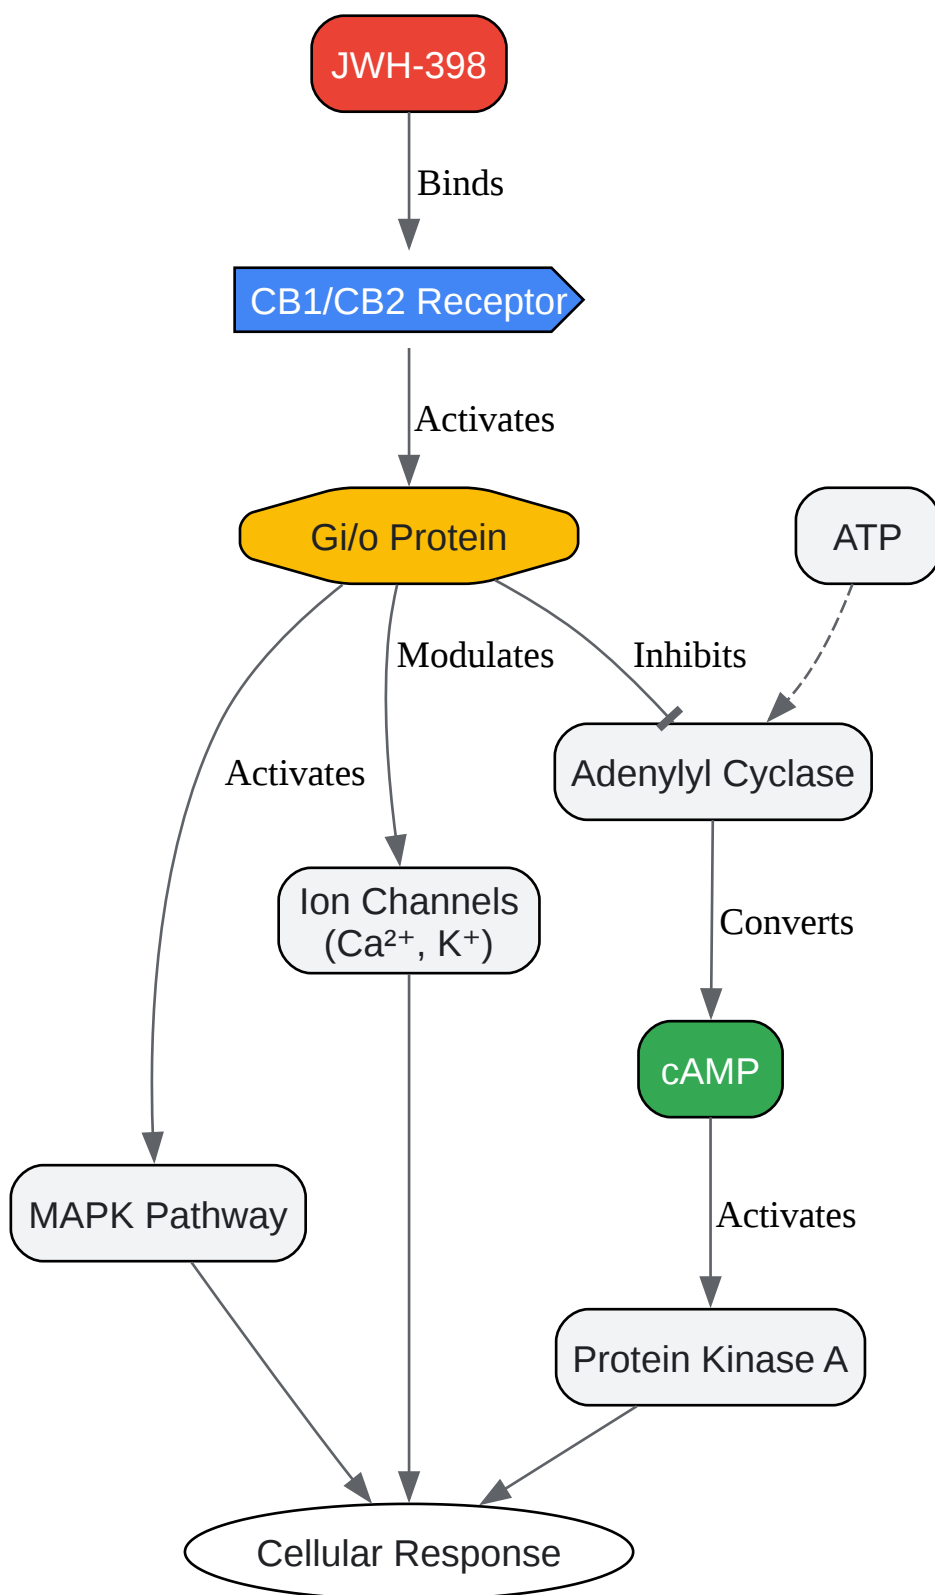 JWH-398
Binds
CB1/CB2 Receptor
Activates
Gi/o Protein
ATP
Modulates
Inhibits
Activates
Adenylyl Cyclase
Ion Channels
(Ca²⁺, K⁺)
Converts
cAMP
MAPK Pathway
Activates
Protein Kinase A
Cellular Response